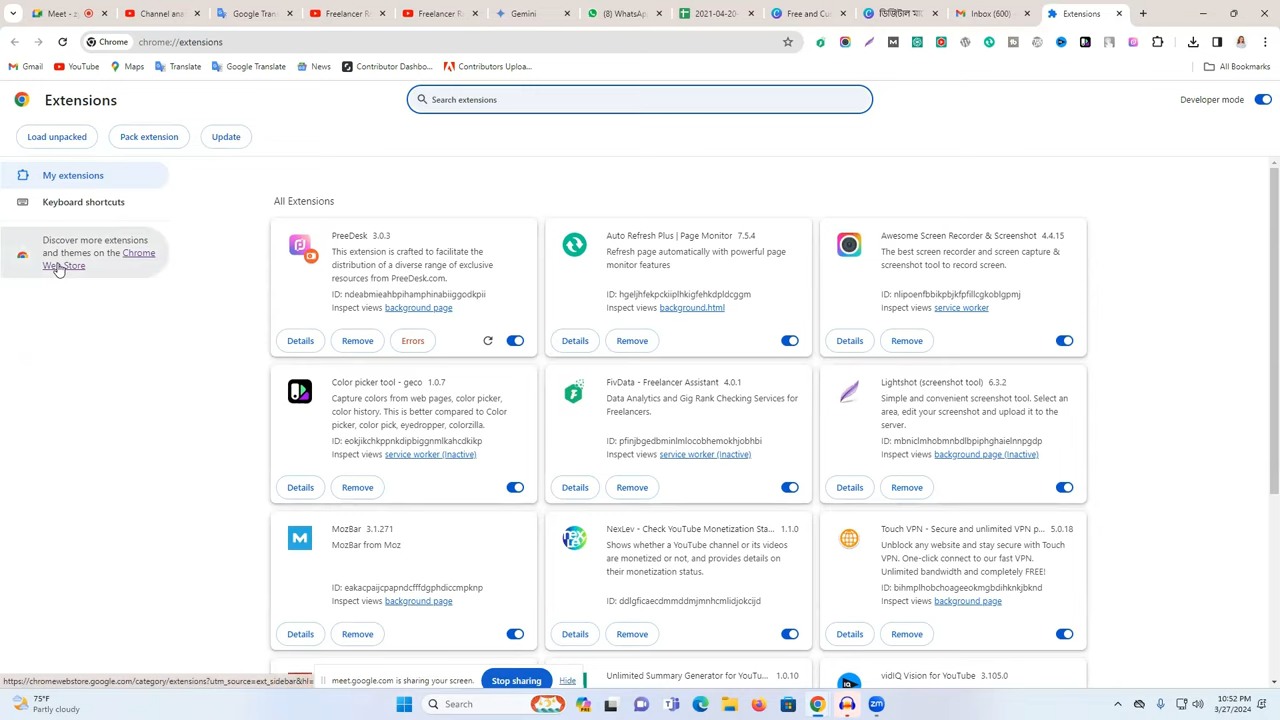 Meet
Content
Google Translate
Freelancer Ro
Freelancer R
Gemini
(8) WhatsApp
2021-04-20-
Free and Cus
ডিজিটাল
Inbox (600)
Extensions
Chrome
chrome://extensions
Gmail
YouTube
Maps
Translate
Google Translate
News
Contributor Dashbo...
Contributors Uploa...
All Bookmarks
Extensions
Search extensions
Developer mode
Load unpacked
Pack extension
Update
My extensions
Keyboard shortcuts
Discover more extensions
and themes on the Chrome
Web Store
All Extensions
PreeDesk 3.0.3
This extension is crafted to facilitate the
distribution of a diverse range of exclusive
resources from PreeDesk.com.
ID: ndeabmieahbpihamphinabiiggodkpii
Inspect views background page
Details
Remove
Errors
Auto Refresh Plus | Page Monitor 7.5.4
Refresh page automatically with powerful page
monitor features
ID: hgeljhfekpckiiplhkigfehkdpldcggm
Inspect views background.html
Details
Remove
Awesome Screen Recorder & Screenshot 4.4.15
The best screen recorder and screen capture &
screenshot tool to record screen.
ID: nlipoenfbbikpbjkfpfillcgkoblgpmj
Inspect views service worker
Details
Remove
Color picker tool - geco 1.0.7
Capture colors from web pages, color picker,
color history. This is better compared to Color
picker, color pick, eyedropper, colorzilla.
ID: eokjikchkppnkdipbiggnmlkahcdkikp
Inspect views service worker (Inactive)
Details
Remove
FivData - Freelancer Assistant 4.0.1
Data Analytics and Gig Rank Checking Services for
Freelancers.
ID: pfinjbgedbminlmlocobhemokhjobhbi
Inspect views service worker (Inactive)
Details
Remove
Lightshot (screenshot tool) 6.3.2
Simple and convenient screenshot tool. Select an
area, edit your screenshot and upload it to the
server.
ID: mbniclmhobmnbdlbpiphghaielnnpgdp
Inspect views background page (Inactive)
Details
Remove
MozBar 3.1.271
MozBar from Moz
ID: eakacpaijcpapndcfffdgphdiccmpknp
Inspect views background page
Details
Remove
NexLev - Check YouTube Monetization Sta... 1.1.0
Shows whether a YouTube channel or its videos
are monetized or not, and provides details on
their monetization status.
ID: ddlgficaecdmmddmjmnhcmlidjokcijd
Details
Remove
Touch VPN - Secure and unlimited VPN p... 5.0.18
Unblock any website and stay secure with Touch
VPN. One-click connect to our fast VPN.
Unlimited bandwidth and completely FREE!
ID: bihmplhobchoageeokmgbdihknkjbknd
Inspect views background page
Details
Remove
Unlimited Summary Generator for YouTu... 1.0.10
vidIQ Vision for YouTube 3.105.0
https://chromewebstore.google.com/category/extensions?utm_source=ext_sidebar&hl=
meet.google.com is sharing your screen.
Stop sharing
Hide
75°F
Partly cloudy
Search
10:52 PM
3/27/2024